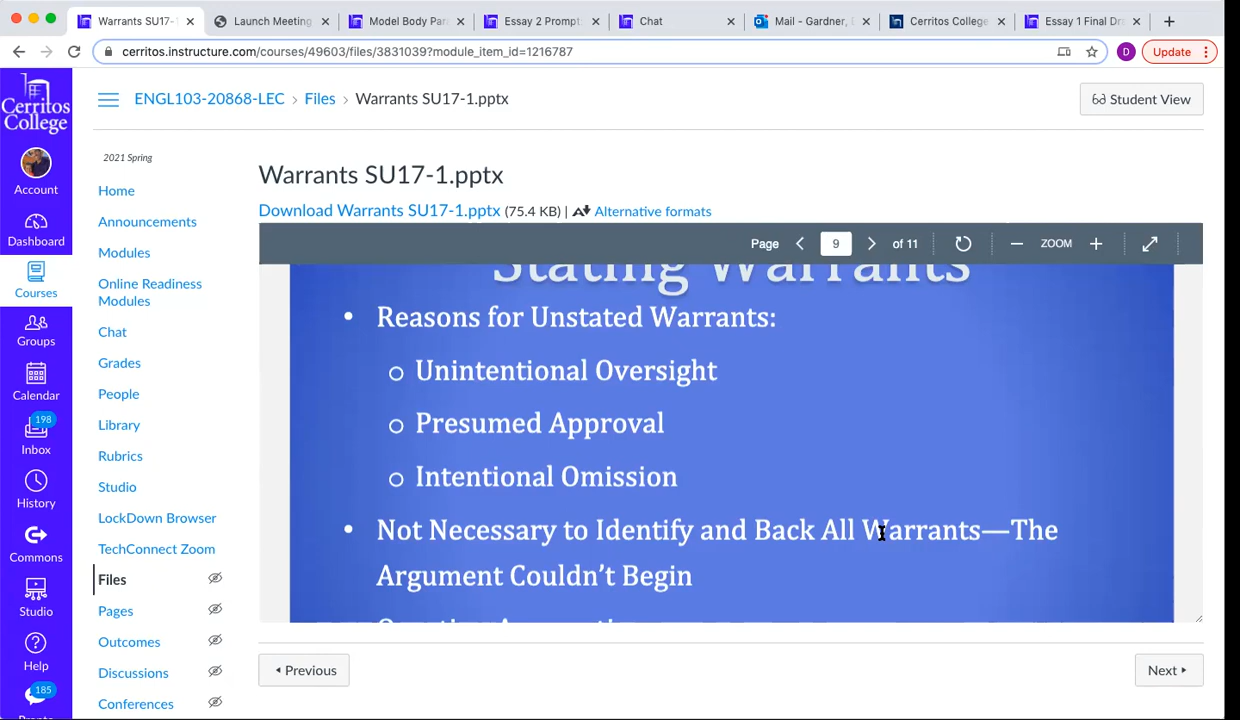 Warrants SU17-1
Launch Meeting
Model Body Par
Essay 2 Prompt
Chat
Mail - Gardner,
Cerritos College
Essay 1 Final Dr
cerritos.instructure.com/courses/49603/files/3831039?module_item_id=1216787
D
Update
Cerritos
College
ENGL103-20868-LEC > Files > Warrants SU17-1.pptx
Student View
Account
Dashboard
Courses
Groups
Calendar
198
Inbox
History
Commons
Studio
Help
185
2021 Spring
Home
Announcements
Modules
Online Readiness
Modules
Chat
Grades
People
Library
Rubrics
Studio
LockDown Browser
TechConnect Zoom
Files
Pages
Outcomes
Discussions
Conferences
Warrants SU17-1.pptx
Download Warrants SU17-1.pptx (75.4 KB) | Alternative formats
Page 9 of 11 ZOOM
Stating Warrants
• Reasons for Unstated Warrants:
o Unintentional Oversight
o Presumed Approval
o Intentional Omission
• Not Necessary to Identify and Back All Warrants—The
Argument Couldn't Begin
Previous
Next